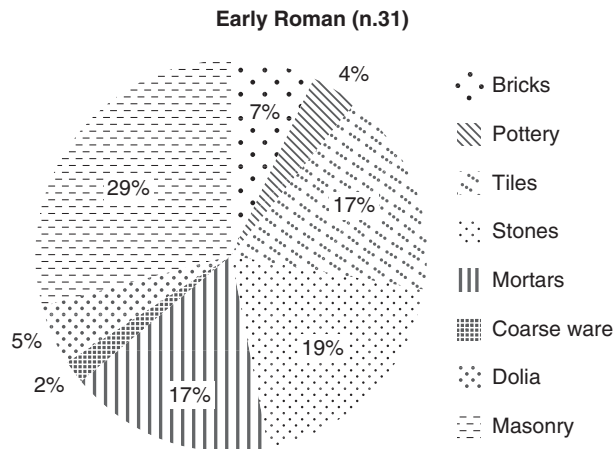 Early Roman (n.31)
4%
7%
29%
17%
19%
17%
5%
2%
Bricks
Pottery
Tiles
Stones
Mortars
Coarse ware
Dolia
Masonry